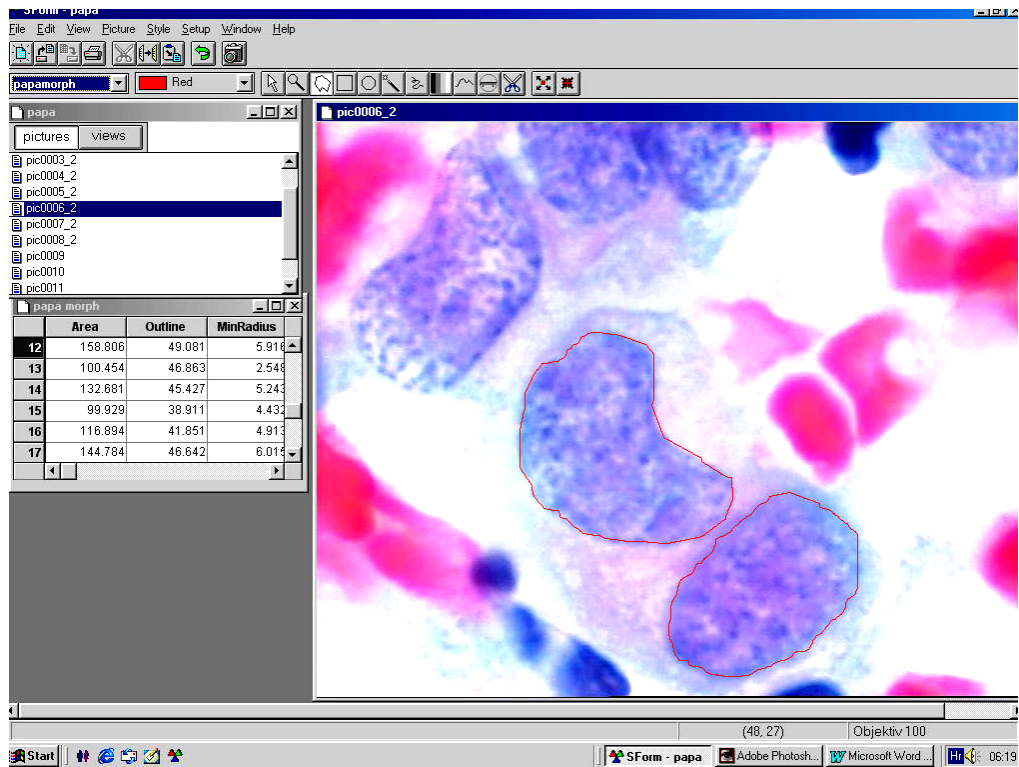 SForm - papa
File Edit View Picture Style Setup Window Help
papamorph Red
papa
pictures views
pic0003_2
pic0004_2
pic0005_2
pic0006_2
pic0007_2
pic0008_2
pic0009
pic0010
pic0011
papa morph
Area Outline MinRadius
12 158.806 49.081 5.916
13 100.454 46.863 2.548
14 132.681 45.427 5.243
15 99.929 38.911 4.432
16 116.894 41.851 4.913
17 144.784 46.642 6.015
pic0006_2
(48, 27) Objektiv 100
Start SForm - papa Adobe Photosh... Microsoft Word ... Hr 06:19